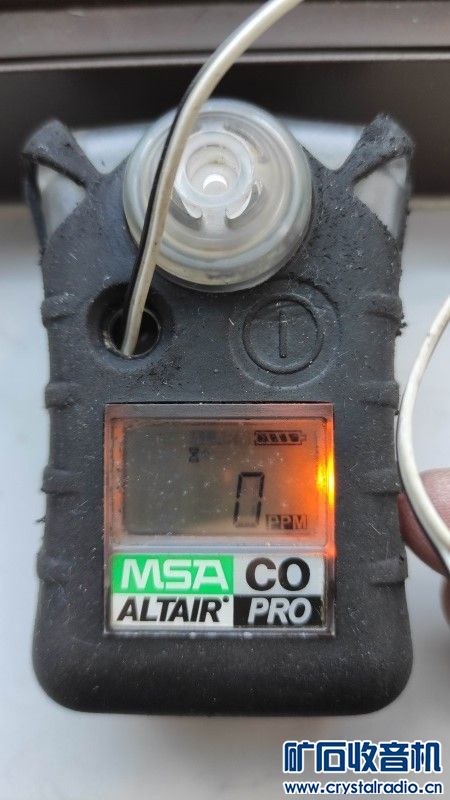 0
PPM
MSA CO
ALTAIR PRO
矿石收音机
www.crystalradio.cn